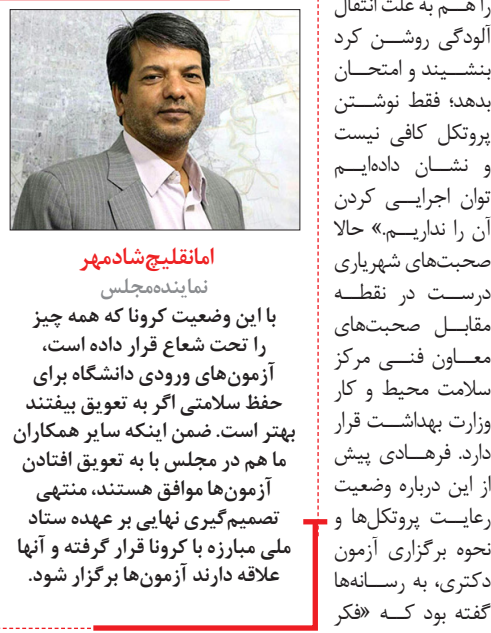 را هم به علت انتقال
آلودگی روشن کرد
بنشیند و امتحان
بدهد؛ فقط نوشتن
پروتکل کافی نیست
و نشان داده‌ایم
توان اجرایی کردن
آن را نداریم.» حالا
صحبت‌های شهریاری
درست در نقطه
مقابل صحبت‌های
معاون فنی مرکز
سلامت محیط و کار
وزارت بهداشت قرار
دارد. فرهادی پیش
از این درباره وضعیت
رعایت پروتکل‌ها و
نحوه برگزاری آزمون
دکتری، به رسانه‌ها
گفته بود که «فکر
امانقلیچ‌شادمهر
نماینده‌مجلس
با این وضعیت کرونا که همه چیز
را تحت شعاع قرار داده است،
آزمون‌های ورودی دانشگاه برای
حفظ سلامتی اگر به تعویق بیفتند
بهتر است. ضمن اینکه سایر همکاران
ما هم در مجلس با به تعویق افتادن
آزمون‌ها موافق هستند، منتهی
تصمیم‌گیری نهایی بر عهده ستاد
ملی مبارزه با کرونا قرار گرفته و آنها
علاقه دارند آزمون‌ها برگزار شود.